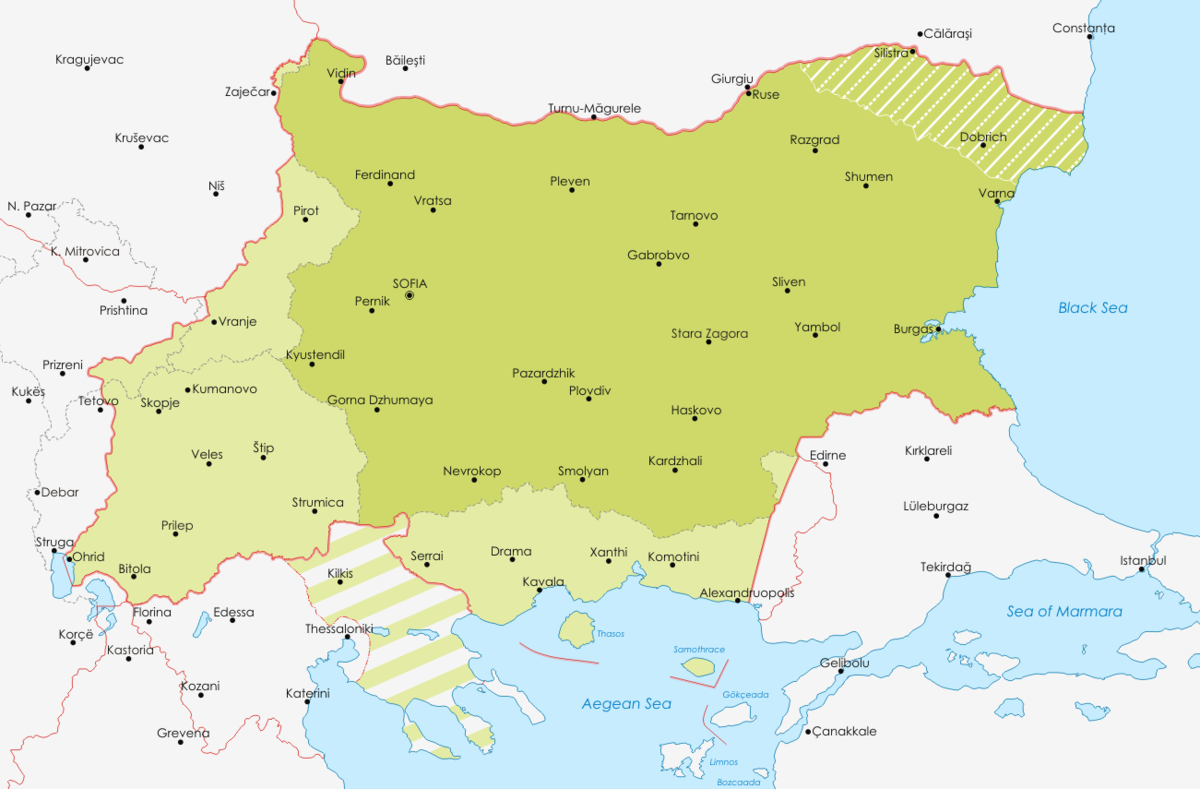 Constanța
Călărași
Silistra
Kragujevac
Băilești
Vidin
Giurgiu
Zaječar
Ruse
Turnu-Măgurele
Kruševac
Razgrad
Dobrich
Ferdinand
Pleven
Shumen
Niš
Vratsa
Varna
N. Pazar
Pirot
Tarnovo
K. Mitrovica
Gabrobvo
SOFIA
Sliven
Pernik
Prishtina
Black Sea
Vranje
Stara Zagora
Yambol
Burgas
Kyustendil
Prizreni
Pazardzhik
Kukës
Kumanovo
Plovdiv
Tetovo
Skopje
Gorna Dzhumaya
Haskovo
Štip
Veles
Edirne
Kırklareli
Kardzhali
Nevrokop
Smolyan
Debar
Strumica
Lüleburgaz
Prilep
Struga
Ohrid
Serrai
Drama
Xanthi
Komotini
Bitola
Kilkis
Kavala
Tekirdağ
Istanbul
Alexandruopolis
Florina
Edessa
Sea of Marmara
Thessaloniki
Thasos
Korçë
Kastoria
Samothrace
Gelibolu
Kozani
Katerini
Gökçeada
Aegean Sea
Grevena
Çanakkale
Limnos
Bozcaada